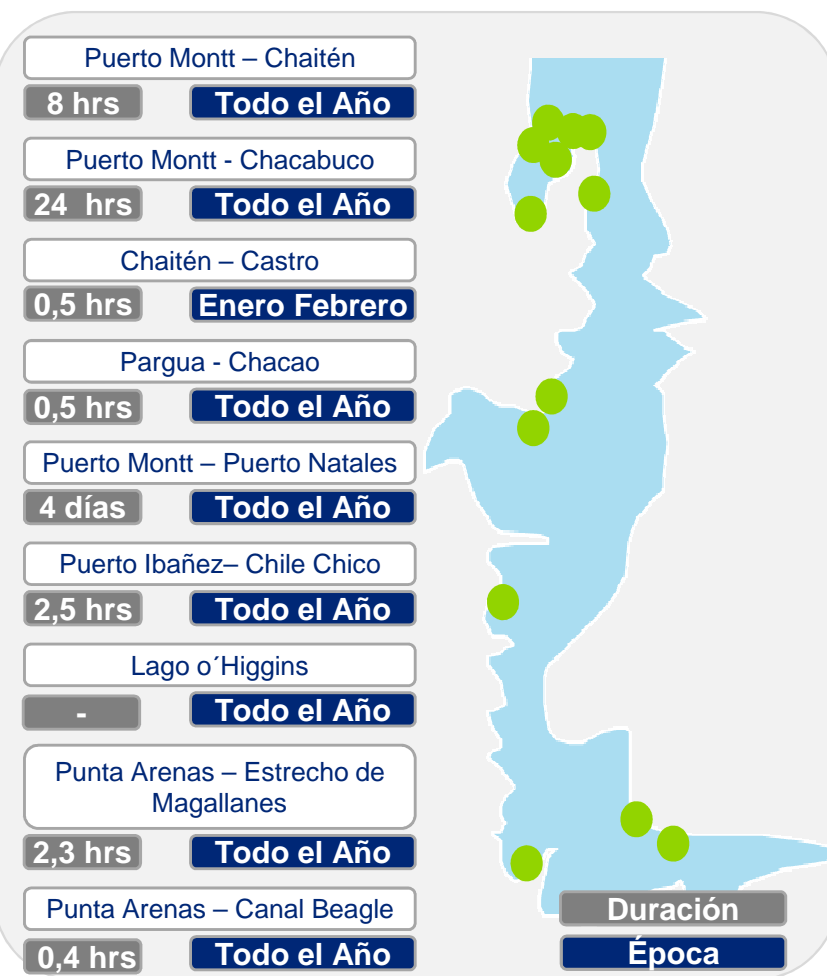 Puerto Montt – Chaitén
8 hrs
Todo el Año
Puerto Montt - Chacabuco
24 hrs
Todo el Año
Chaitén – Castro
0,5 hrs
Enero Febrero
Pargua - Chacao
0,5 hrs
Todo el Año
Puerto Montt – Puerto Natales
4 días
Todo el Año
Puerto Ibañez– Chile Chico
2,5 hrs
Todo el Año
Lago o´Higgins
-
Todo el Año
Punta Arenas – Estrecho de
Magallanes
2,3 hrs
Todo el Año
Punta Arenas – Canal Beagle
0,4 hrs
Todo el Año
Duración
Época